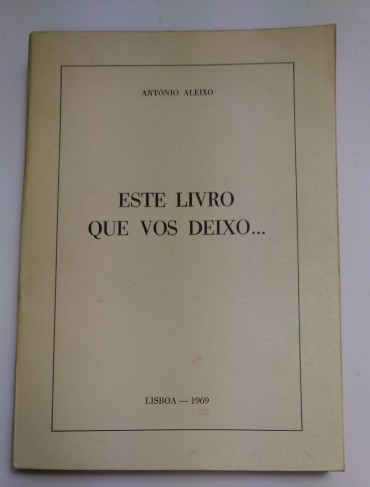 ANTÓNIO ALEIXO
ESTE LIVRO
QUE VOS DEIXO...
LISBOA — 1969